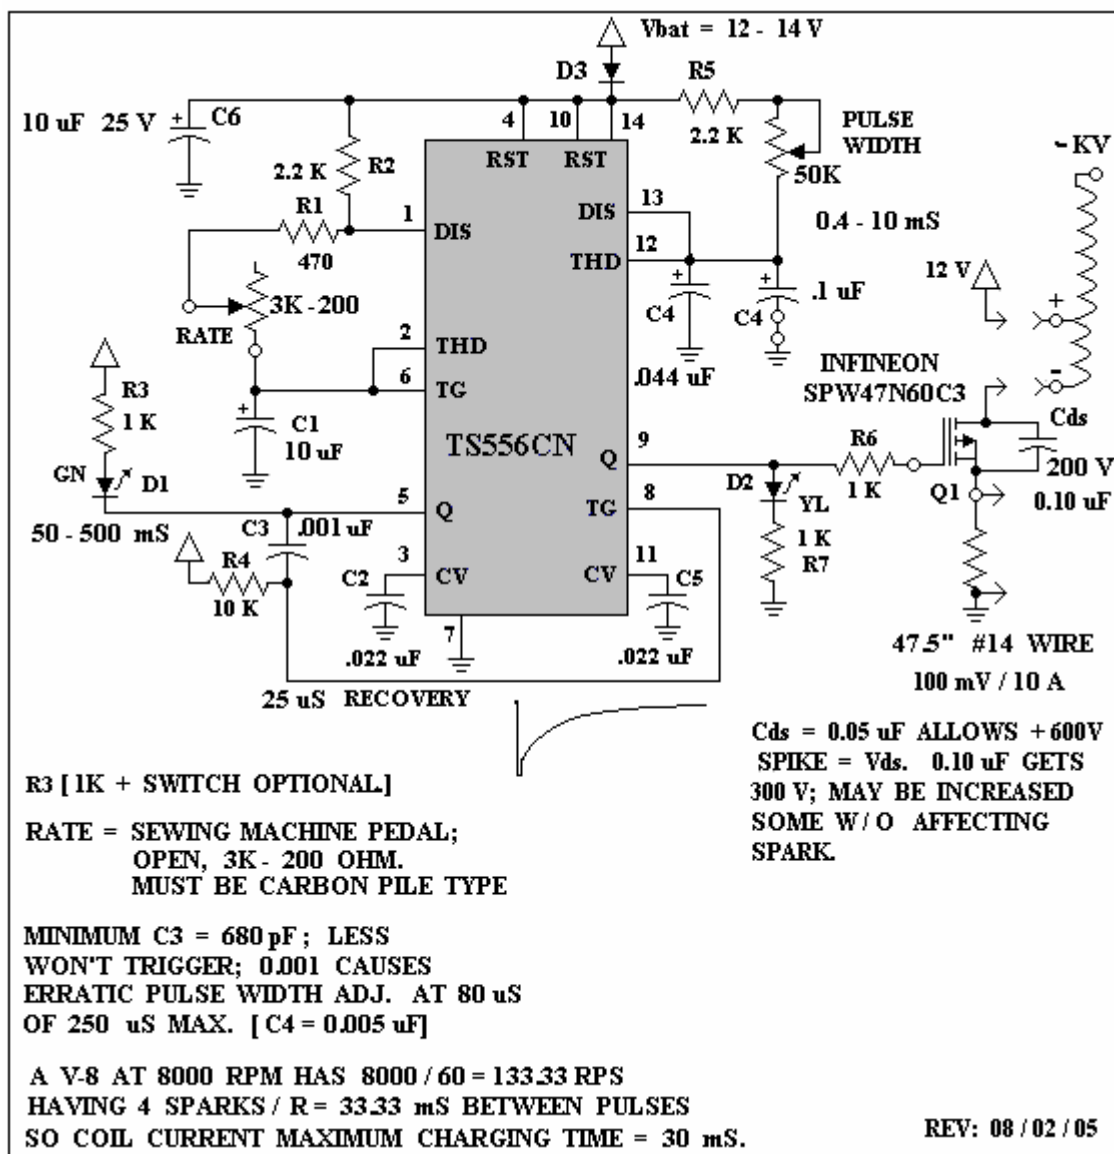 Vbat = 12 - 14 V
D3
R5
2.2 K
PULSE
WIDTH
50K
0.4 - 10 mS
10 uF 25 V
+
C6
4
10
14
RST
RST
2.2 K
R2
R1
470
1
DIS
13
DIS
12
THD
+
C4
.044 uF
+
C4
.1 uF
- KV
12 V
+
-
3K - 200
RATE
2
THD
6
TG
R3
1 K
+
C1
10 uF
INFINEON
SPW47N60C3
Cds
200 V
0.10 uF
TS556CN
GN
D1
9
Q
R6
1 K
Q1
D2
YL
8
TG
1 K
R7
50 - 500 mS
5
Q
C3
.001 uF
R4
10 K
3
CV
C2
.022 uF
11
CV
C5
.022 uF
7
47.5" #14 WIRE
100 mV / 10 A
25 uS RECOVERY
Cds = 0.05 uF ALLOWS +600V
SPIKE = Vds. 0.10 uF GETS
300 V; MAY BE INCREASED
SOME W / O AFFECTING
SPARK.
R3 [ 1K + SWITCH OPTIONAL.]
RATE = SEWING MACHINE PEDAL;
OPEN, 3K - 200 OHM.
MUST BE CARBON PILE TYPE
MINIMUM C3 = 680 pF ; LESS
WON'T TRIGGER; 0.001 CAUSES
ERRATIC PULSE WIDTH ADJ. AT 80 uS
OF 250 uS MAX. [ C4 = 0.005 uF]
A V-8 AT 8000 RPM HAS 8000 / 60 = 133.33 RPS
HAVING 4 SPARKS / R = 33.33 mS BETWEEN PULSES
SO COIL CURRENT MAXIMUM CHARGING TIME = 30 mS.
REV: 08 / 02 / 05